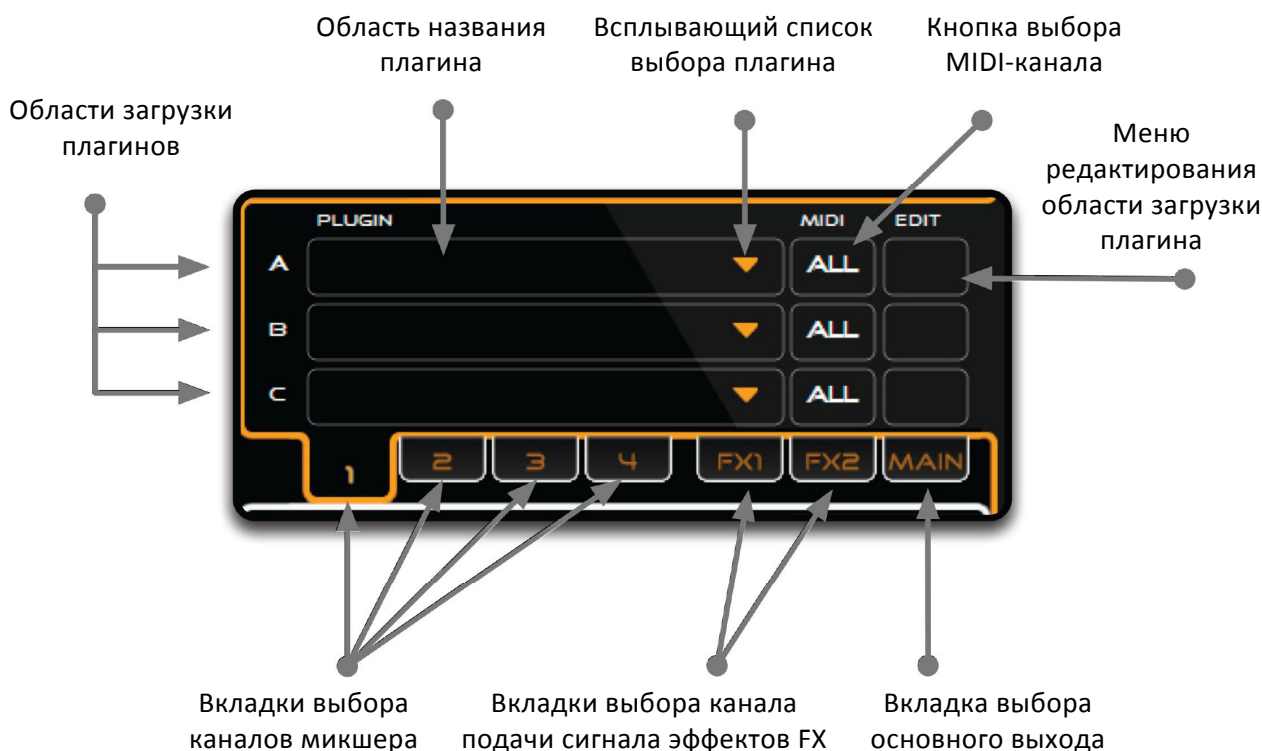 Область названия
плагина
Всплывающий список
выбора плагина
Кнопка выбора
MIDI-канала
Области загрузки
плагинов
Меню
редактирования
области загрузки
плагина
PLUGIN MIDI EDIT
A ALL
B ALL
C ALL
1 2 3 4 FX1 FX2 MAIN
Вкладки выбора
каналов микшера
Вкладки выбора канала
подачи сигнала эффектов FX
Вкладка выбора
основного выхода